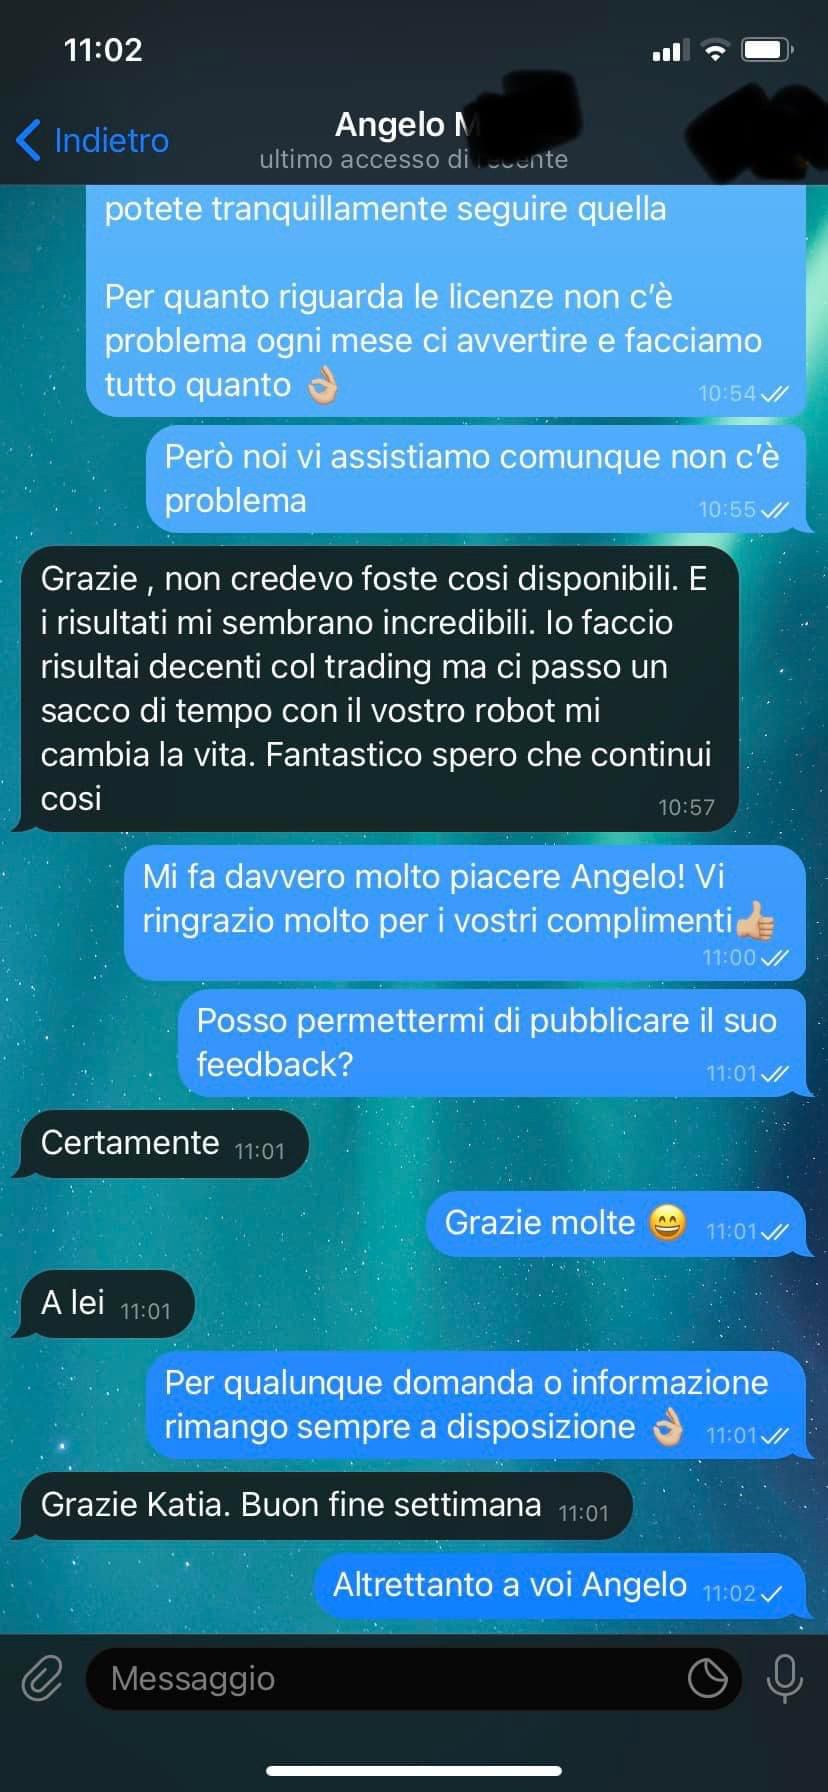 11:02
Indietro
Angelo M
ultimo accesso di recente
potete tranquillamente seguire quella
Per quanto riguarda le licenze non c'è
problema ogni mese ci avvertire e facciamo
tutto quanto 👌🏼
10:54
Però noi vi assistiamo comunque non c'è
problema
10:55
Grazie , non credevo foste cosi disponibili. E
i risultati mi sembrano incredibili. Io faccio
risultai decenti col trading ma ci passo un
sacco di tempo con il vostro robot mi
cambia la vita. Fantastico spero che continui
cosi
10:57
Mi fa davvero molto piacere Angelo! Vi
ringrazio molto per i vostri complimenti👍🏼
11:00
Posso permettermi di pubblicare il suo
feedback?
11:01
Certamente 11:01
Grazie molte 😄 11:01
A lei 11:01
Per qualunque domanda o informazione
rimango sempre a disposizione 👌🏼 11:01
Grazie Katia. Buon fine settimana 11:01
Altrettanto a voi Angelo 11:02
Messaggio